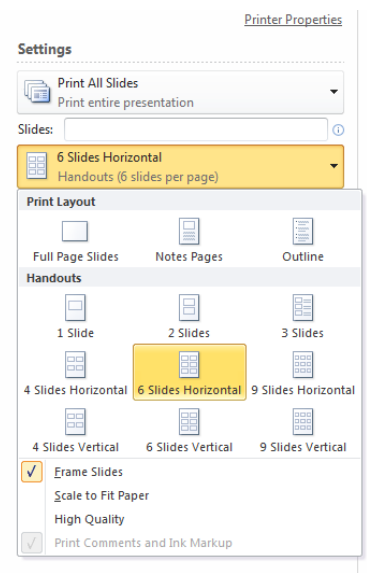 Printer Properties
Settings
Print All Slides
Print entire presentation
Slides:
6 Slides Horizontal
Handouts (6 slides per page)
Print Layout
Full Page Slides Notes Pages Outline
Handouts
1 Slide 2 Slides 3 Slides
4 Slides Horizontal 6 Slides Horizontal 9 Slides Horizontal
4 Slides Vertical 6 Slides Vertical 9 Slides Vertical
Frame Slides
Scale to Fit Paper
High Quality
Print Comments and Ink Markup